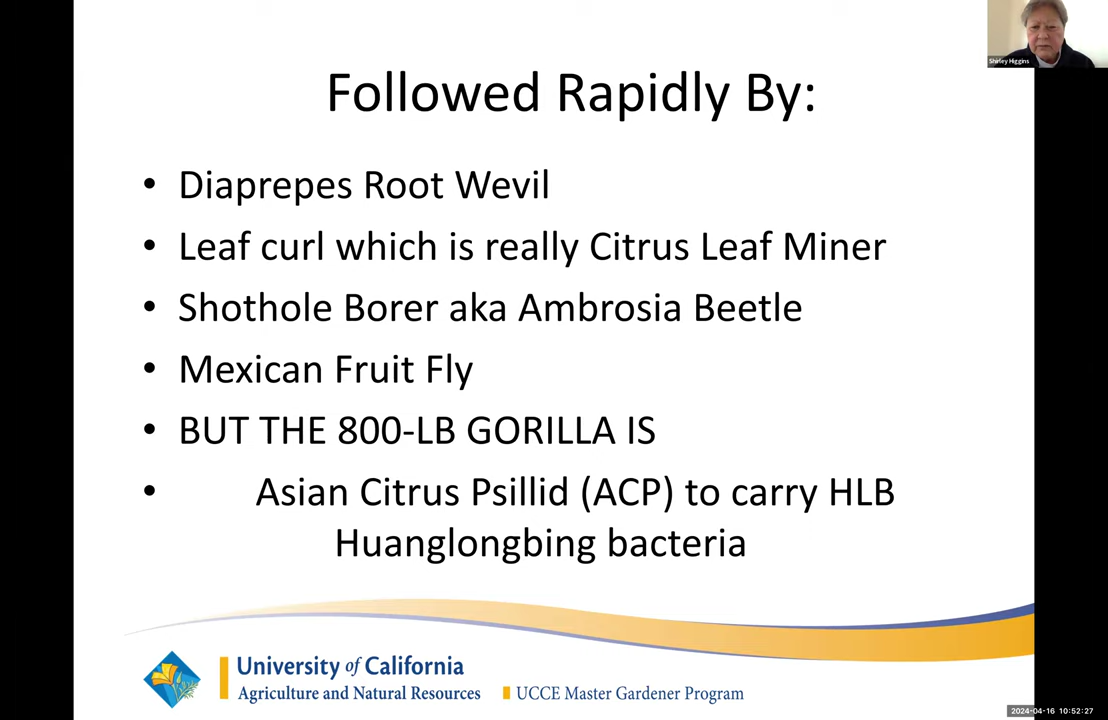 Shirley Higgins
Followed Rapidly By:
• Diaprepes Root Wevil
• Leaf curl which is really Citrus Leaf Miner
• Shothole Borer aka Ambrosia Beetle
• Mexican Fruit Fly
• BUT THE 800-LB GORILLA IS
• Asian Citrus Psillid (ACP) to carry HLB
Huanglongbing bacteria
University of California
Agriculture and Natural Resources
UCCE Master Gardener Program
2024-04-16 10:52:27